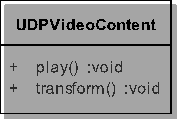 UDPVideoContent
+ play() :void
+ transform() :void